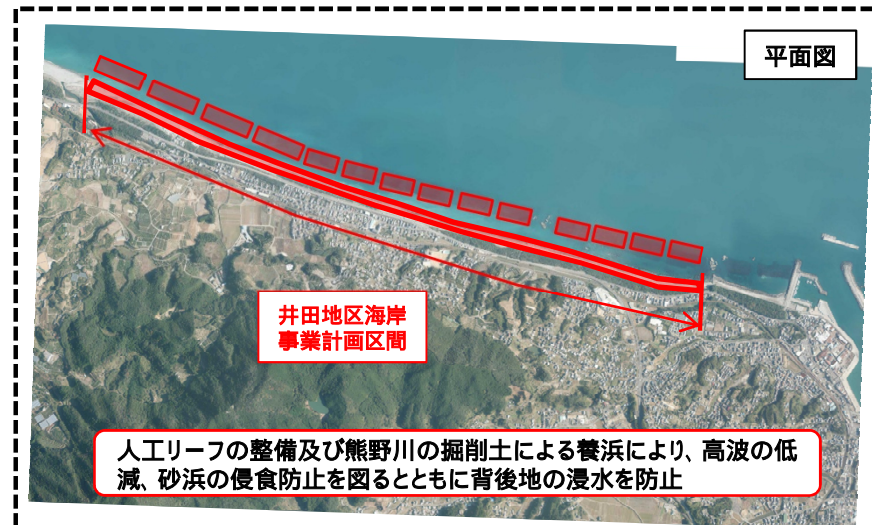 平面図
井田地区海岸
事業計画区間
人工リーフの整備及び熊野川の掘削土による養浜により、高波の低
減、砂浜の侵食防止を図るとともに背後地の浸水を防止